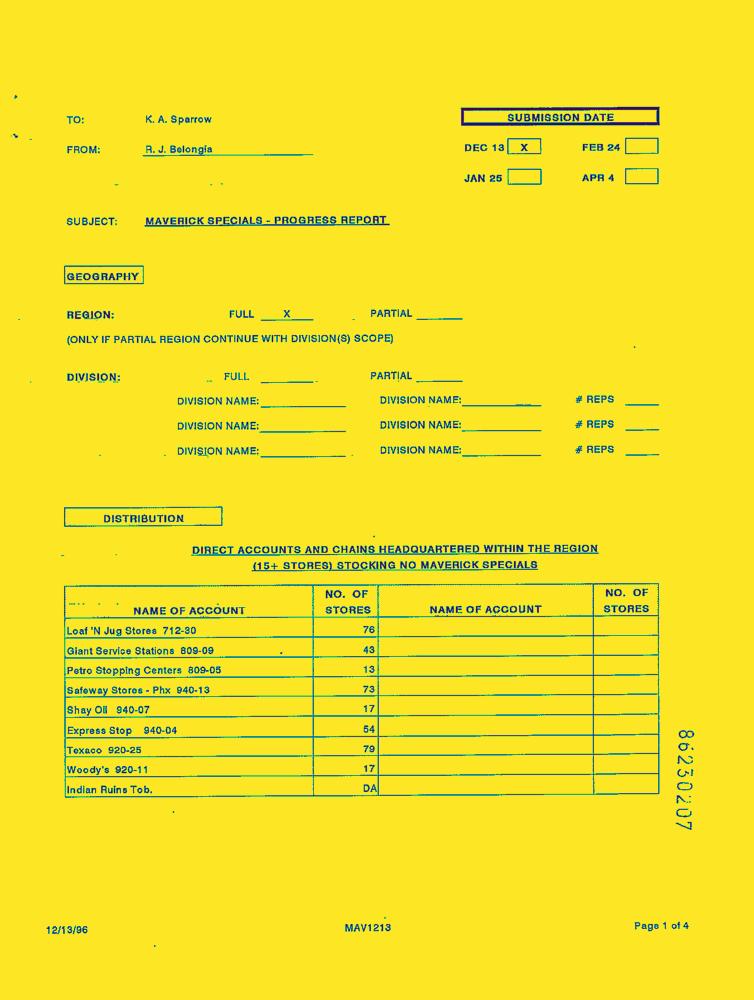 TO: K. A. Sparrow
SUBMISSION DATE
FROM: R. J. Belongia
DEC 13 X FEB 24
JAN 25 APR 4
SUBJECT: MAVERICK SPECIALS - PROGRESS REPORT
GEOGRAPHY
REGION: FULL X PARTIAL
(ONLY IF PARTIAL REGION CONTINUE WITH DIVISION(S) SCOPE)
DIVISION: FULL PARTIAL
DIVISION NAME: DIVISION NAME: # REPS
DIVISION NAME: DIVISION NAME: # REPS
DIVISION NAME: DIVISION NAME: # REPS
DISTRIBUTION
DIRECT ACCOUNTS AND CHAINS HEADQUARTERED WITHIN THE REGION
(15+ STORES) STOCKING NO MAVERICK SPECIALS
NAME OF ACCOUNT NO. OF STORES NAME OF ACCOUNT NO. OF STORES
Loaf 'N Jug Stores 712-30 76
Giant Service Stations 809-09 43
Petro Stopping Centers 809-05 13
Safeway Stores - Phx 940-13 73
Shay Oil 940-07 17
Express Stop 940-04 54
Texaco 920-25 79
Woody's 920-11 17
Indian Ruins Tob. DA
86230207
12/13/96 MAV1213 Page 1 of 4